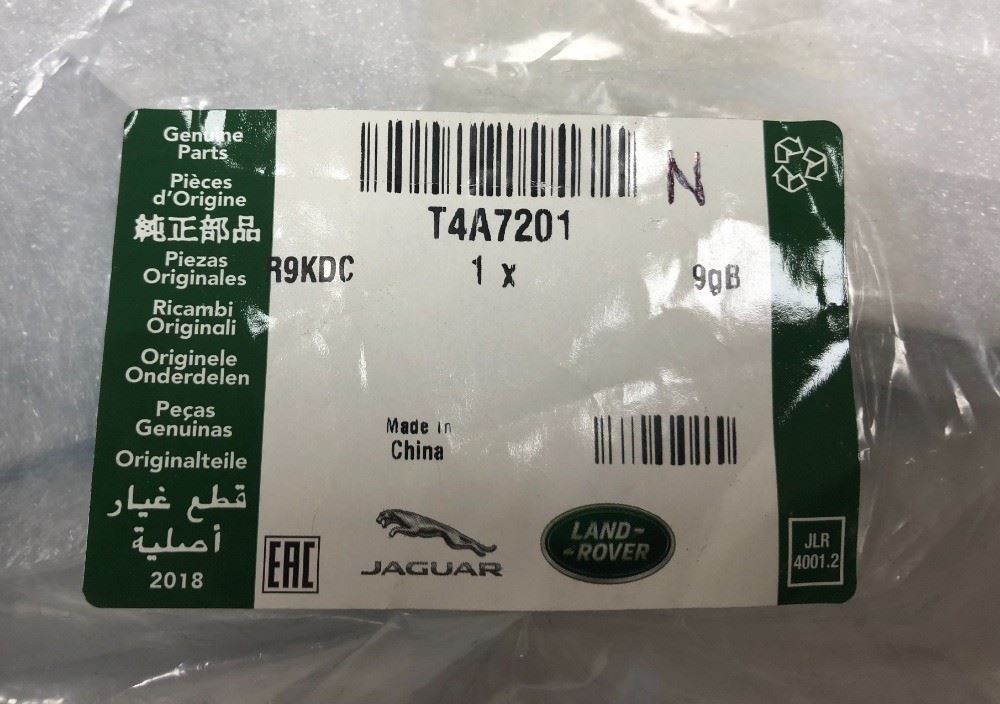 Genuine
Parts
Pièces
d'Origine
純正部品
Piezas
Originales
Ricambi
Originali
Originele
Onderdelen
Peças
Genuínas
Originalteile
قطع غيار
أصلية
2018
N
T4A7201
R9KDC
1 x
9gB
Made in
China
EAC
JAGUAR
LAND-
-ROVER
JLR
4001.2